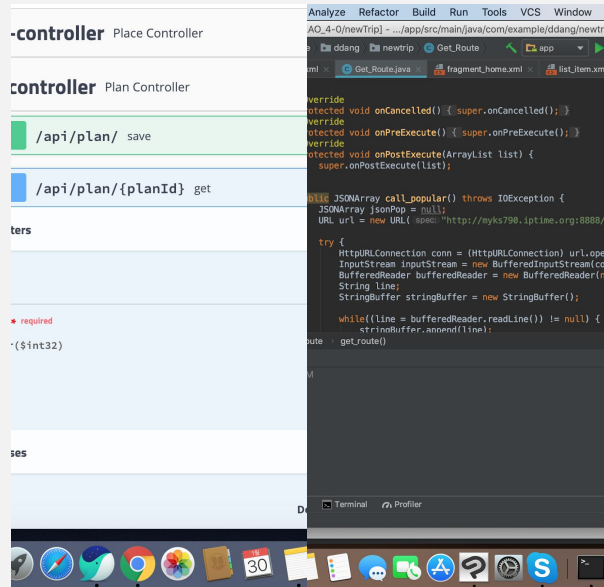 -controller Place Controller
controller Plan Controller
/api/plan/ save
/api/plan/{planId} get
ters
* required
($int32)
ses
De
Analyze Refactor Build Run Tools VCS Window
AO_4-0/newTrip] - .../app/src/main/java/com/example/ddang/newtr
ddang newtrip Get_Route app
xml × Get_Route.java × fragment_home.xml × list_item.xm
verride
otected void onCancelled() { super.onCancelled(); }
verride
otected void onPreExecute() { super.onPreExecute(); }
verride
otected void onPostExecute(ArrayList list) {
super.onPostExecute(list);
blic JSONArray call_popular() throws IOException {
JSONArray jsonPop = null;
URL url = new URL( spec: "http://myks790.iptime.org:8888/
try {
HttpURLConnection conn = (HttpURLConnection) url.ope
InputStream inputStream = new BufferedInputStream(co
BufferedReader bufferedReader = new BufferedReader(n
String line;
StringBuffer stringBuffer = new StringBuffer();
while((line = bufferedReader.readLine()) != null) {
stringBuffer.append(line);
oute › get_route()
M
Terminal Profiler
30